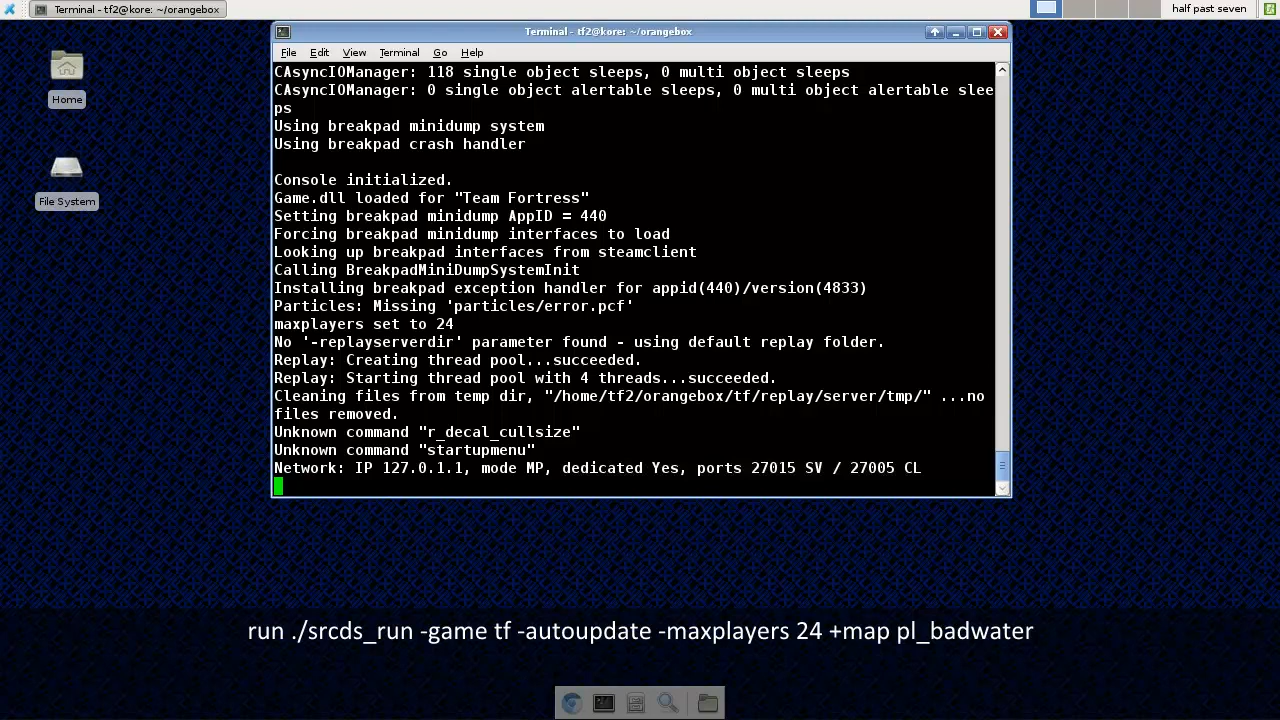 Terminal - tf2@kore: ~/orangebox
half past seven
Home
File System
Terminal - tf2@kore: ~/orangebox
File Edit View Terminal Go Help
CAsyncIOManager: 118 single object sleeps, 0 multi object sleeps
CAsyncIOManager: 0 single object alertable sleeps, 0 multi object alertable slee
ps
Using breakpad minidump system
Using breakpad crash handler
Console initialized.
Game.dll loaded for "Team Fortress"
Setting breakpad minidump AppID = 440
Forcing breakpad minidump interfaces to load
Looking up breakpad interfaces from steamclient
Calling BreakpadMiniDumpSystemInit
Installing breakpad exception handler for appid(440)/version(4833)
Particles: Missing 'particles/error.pcf'
maxplayers set to 24
No '-replayserverdir' parameter found - using default replay folder.
Replay: Creating thread pool...succeeded.
Replay: Starting thread pool with 4 threads...succeeded.
Cleaning files from temp dir, "/home/tf2/orangebox/tf/replay/server/tmp/" ...no
files removed.
Unknown command "r_decal_cullsize"
Unknown command "startupmenu"
Network: IP 127.0.1.1, mode MP, dedicated Yes, ports 27015 SV / 27005 CL
run ./srcds_run -game tf -autoupdate -maxplayers 24 +map pl_badwater